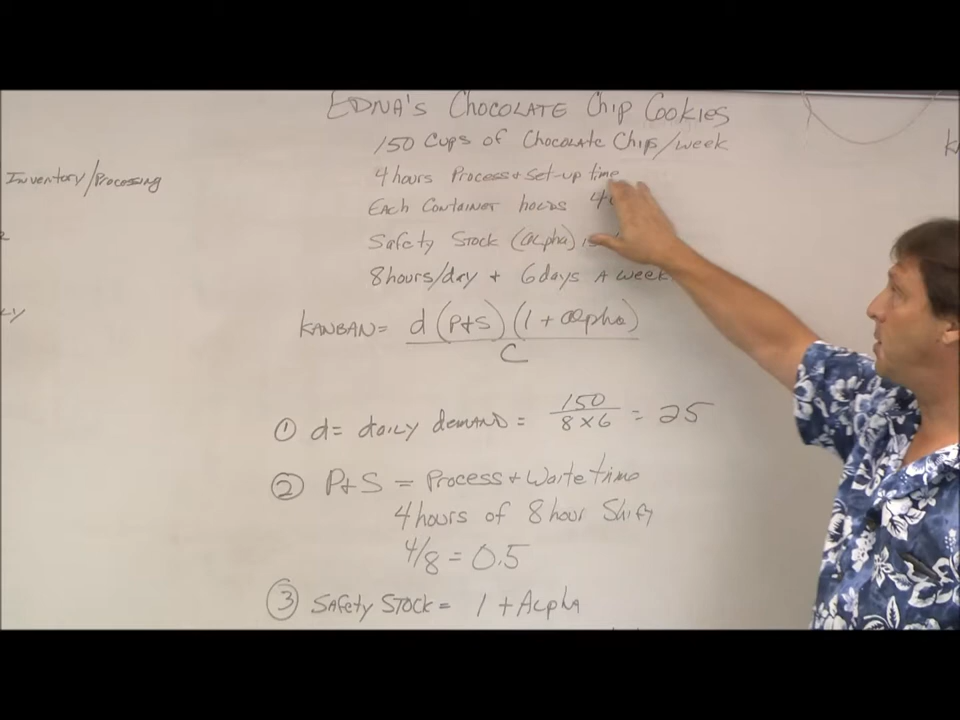 EDNA'S CHOCOLATE CHIP COOKIES
150 Cups of Chocolate Chips/week
4 hours Process + Set-up time
Each Container holds
Safety Stock (alpha) is
8 hours/day + 6 days A week.
Inventory/Processing
KANBAN = d (P+S) (1 + alpha)
C
① d = daily demand = 150 / 8 x 6 = 25
② P+S = Process + Waite time
4 hours of 8 hour Shift
4/8 = 0.5
③ Safety Stock = 1 + Alpha